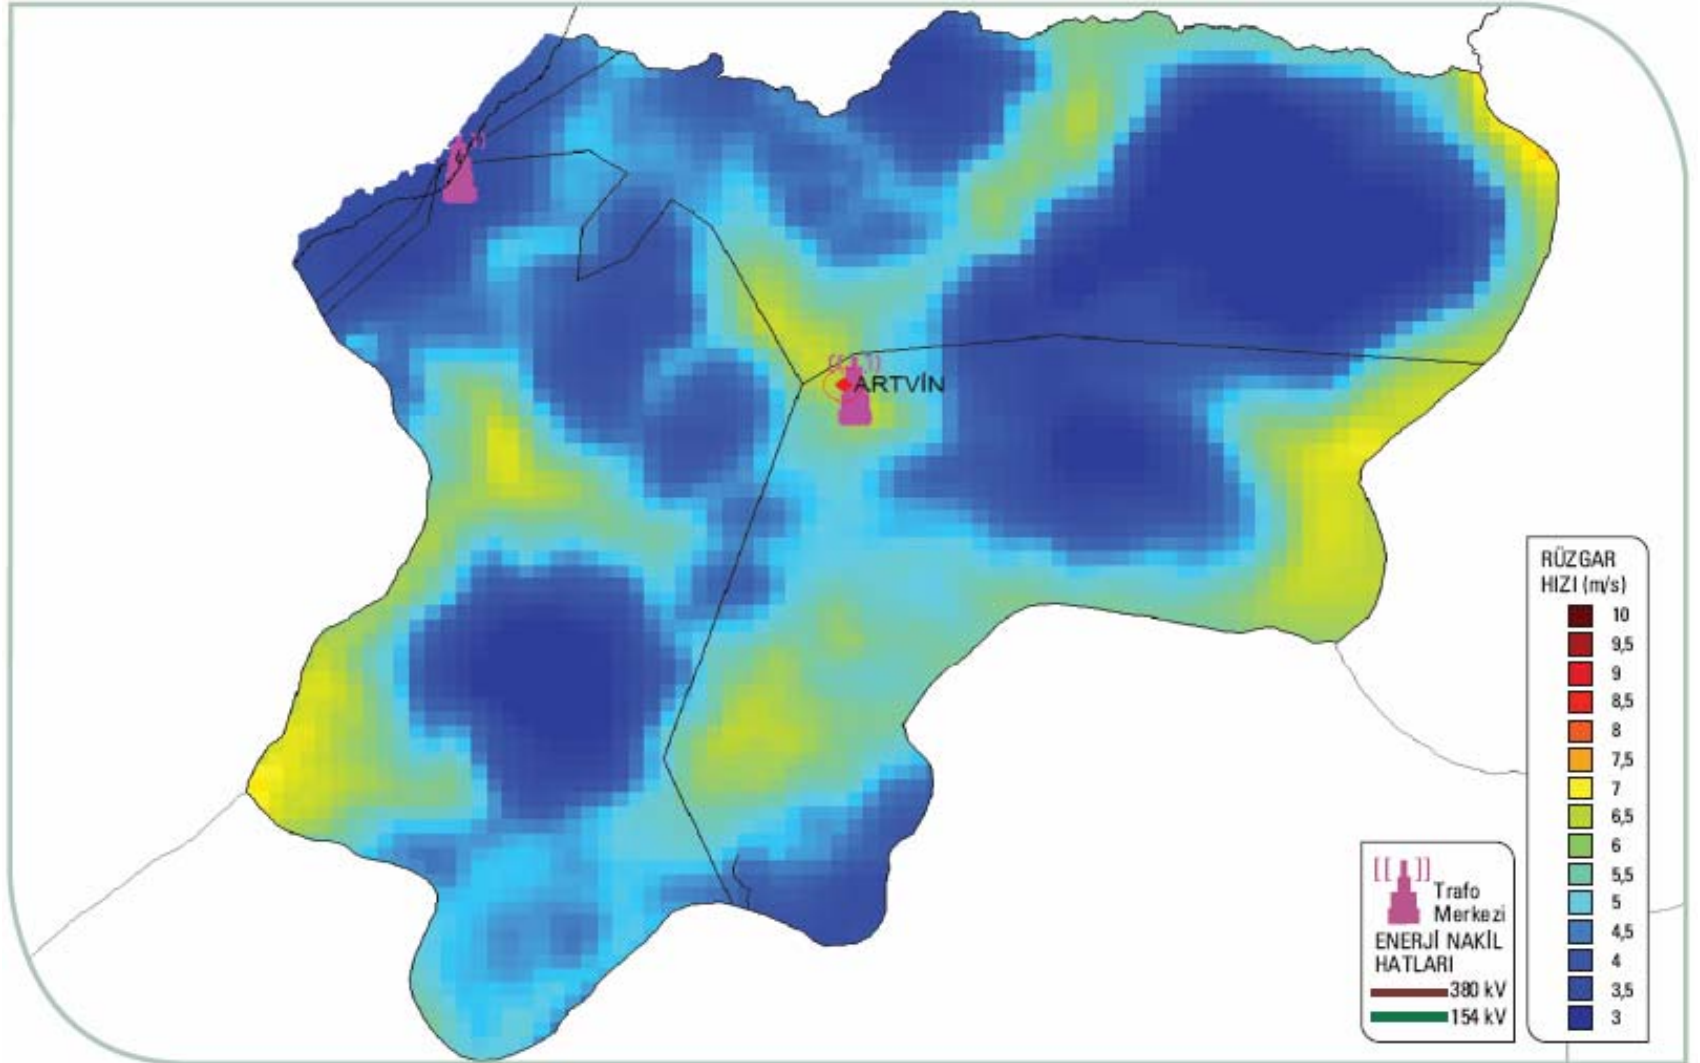 ARTVİN
RÜZGAR
HIZI (m/s)
10
9,5
9
8,5
8
7,5
7
6,5
6
5,5
5
4,5
4
3,5
3
Trafo
Merkezi
ENERJİ NAKİL
HATLARI
380 kV
154 kV